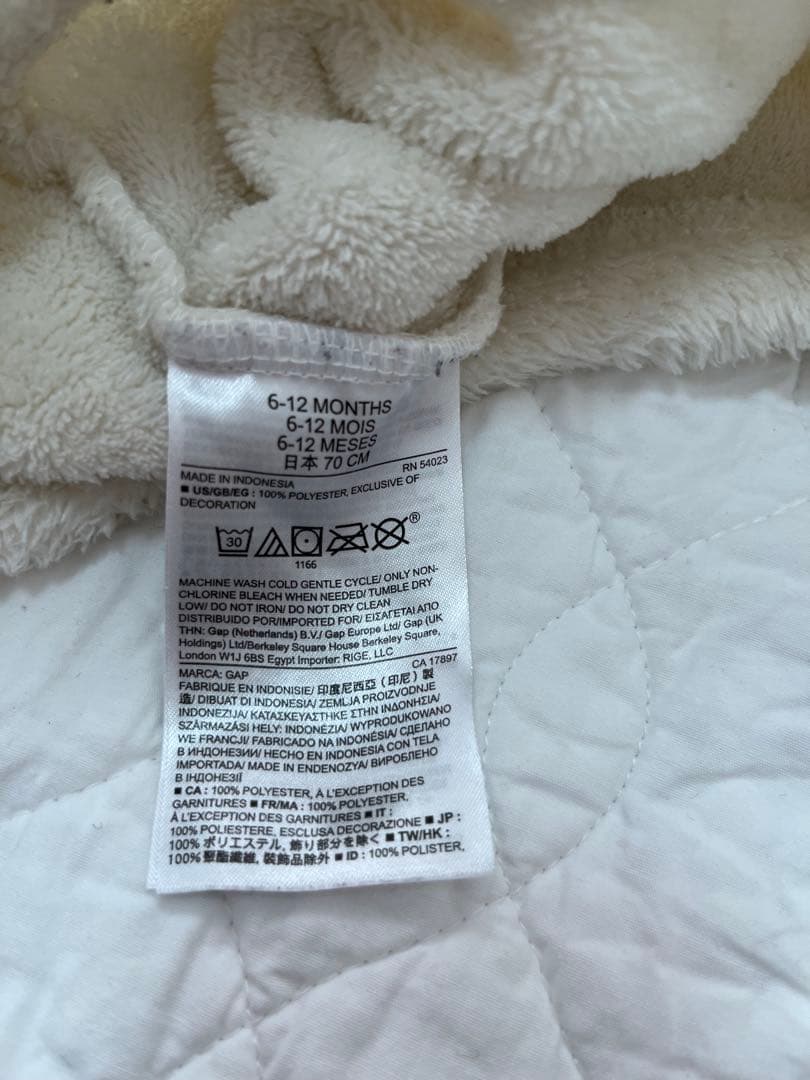 6-12 MONTHS
6-12 MOIS
6-12 MESES
日本 70 CM
RN 54023
MADE IN INDONESIA
■ US/GB/EG : 100% POLYESTER, EXCLUSIVE OF
DECORATION
30
®
1166
MACHINE WASH COLD GENTLE CYCLE/ ONLY NON-
CHLORINE BLEACH WHEN NEEDED/ TUMBLE DRY
LOW/ DO NOT IRON/ DO NOT DRY CLEAN
DISTRIBUIDO POR/IMPORTED FOR/ ΕΙΣΑΓΕΤΑΙ ΑΠΟ
ΤΗΝ: Gap (Netherlands) B.V./ Gap Europe Ltd/ Gap (UK
Holdings) Ltd/Berkeley Square House Berkeley Square,
London W1J 6BS Egypt Importer: RIGE, LLC
CA 17897
MARCA: GAP
FABRIQUE EN INDONISIE/ 印度尼西亞 (印尼) 製
造/ DIBUAT DI INDONESIA/ ZEMLJA PROIZVODNJE
INDONEZIJA/ ΚΑΤΑΣΚΕΥΑΣΤΗΚΕ ΣΤΗΝ ΙΝΔΟΝΗΣΙΑ/
SZÁRMAZÁSI HELY: INDONÉZIA/ WYPRODUKOWANO
WE FRANCJI/ FABRICADO NA INDONÉSIA/ СДЕЛАНО
В ИНДОНЕЗИИ/ HECHO EN INDONESIA CON TELA
IMPORTADA/ MADE IN ENDONEZYA/ ВИРОБЛЕНО
В ІНДОНЕЗІЇ
■ CA : 100% POLYESTER, À L'EXCEPTION DES
GARNITURES ■ FR/MA : 100% POLYESTER,
À L'EXCEPTION DES GARNITURES ■ IT :
100% POLIESTERE, ESCLUSA DECORAZIONE ■ JP :
100% ポリエステル, 飾り部分を除く ■ TW/HK :
100% 聚酯纖維, 裝飾品除外 ■ ID : 100% POLISTER,